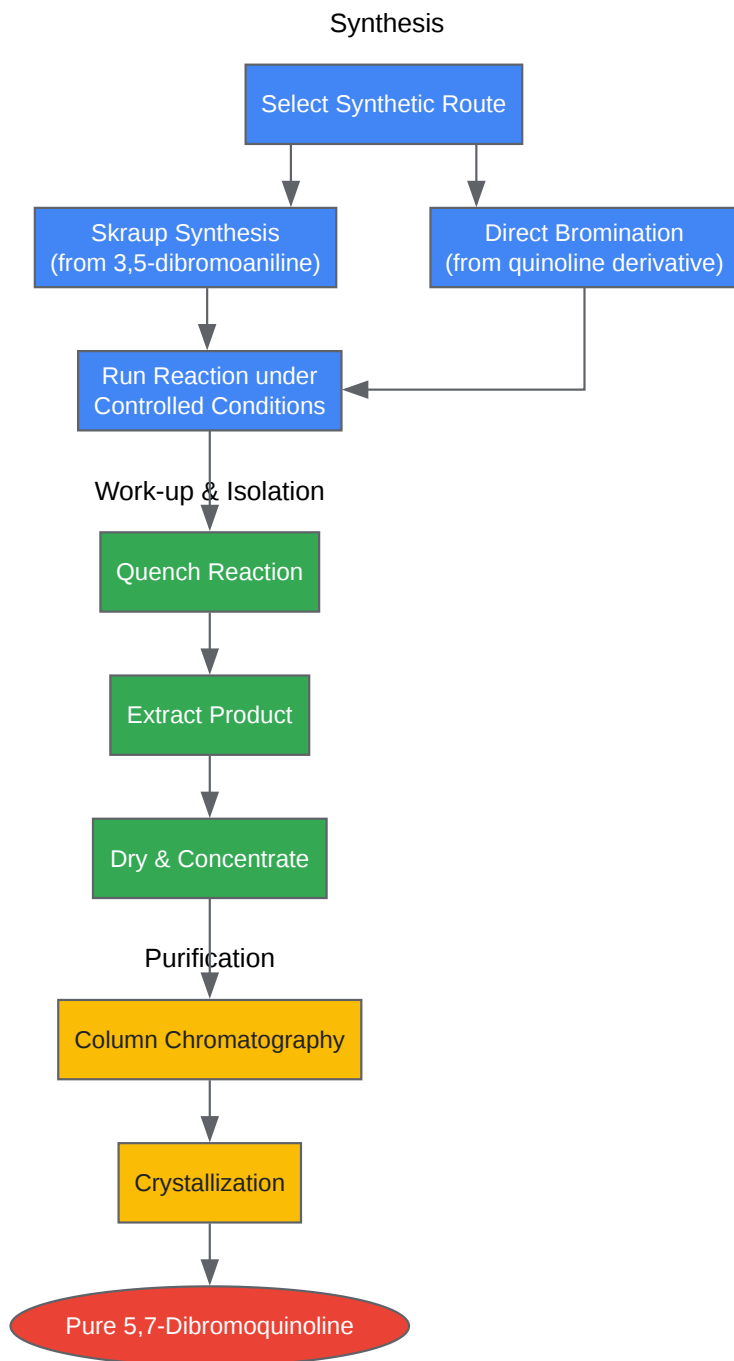 Synthesis
Select Synthetic Route
Skraup Synthesis
(from 3,5-dibromoaniline)
Direct Bromination
(from quinoline derivative)
Run Reaction under
Controlled Conditions
Work-up & Isolation
Quench Reaction
Extract Product
Dry & Concentrate
Purification
Column Chromatography
Crystallization
Pure 5,7-Dibromoquinoline